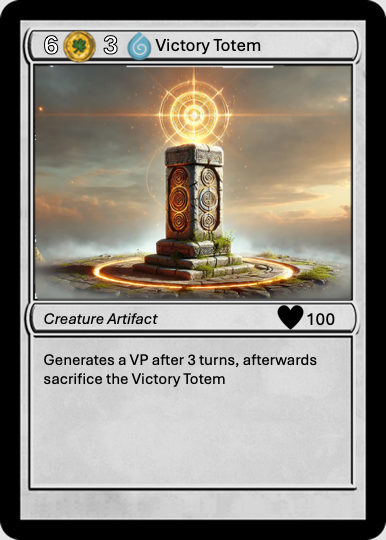 6 3 Victory Totem
Creature Artifact 100
Generates a VP after 3 turns, afterwards
sacrifice the Victory Totem